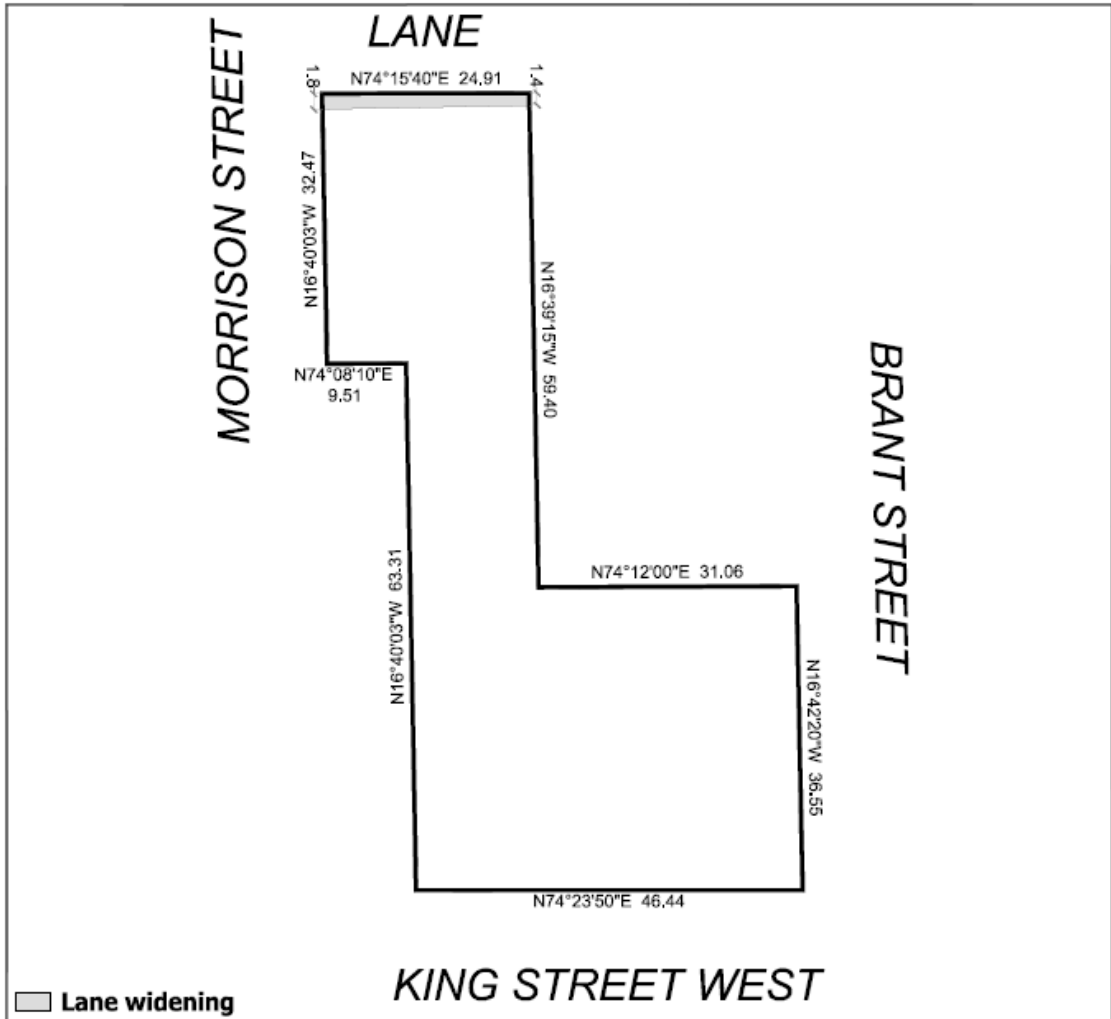 LANE
MORRISON STREET
1.8
N74°15'40"E 24.91
1.4
N16°40'03"W 32.47
N16°39'15"W 59.40
N74°08'10"E
9.51
BRANT STREET
N16°40'03"W 63.31
N74°12'00"E 31.06
N16°42'20"W 36.55
N74°23'50"E 46.44
KING STREET WEST
Lane widening